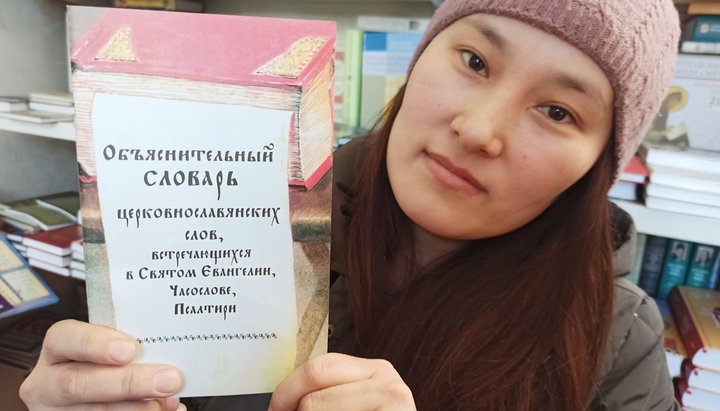 Объяснительный
словарь
церковнославянских
слов,
встречающихся
в Святом Евангелии,
Часослове,
Псалтири